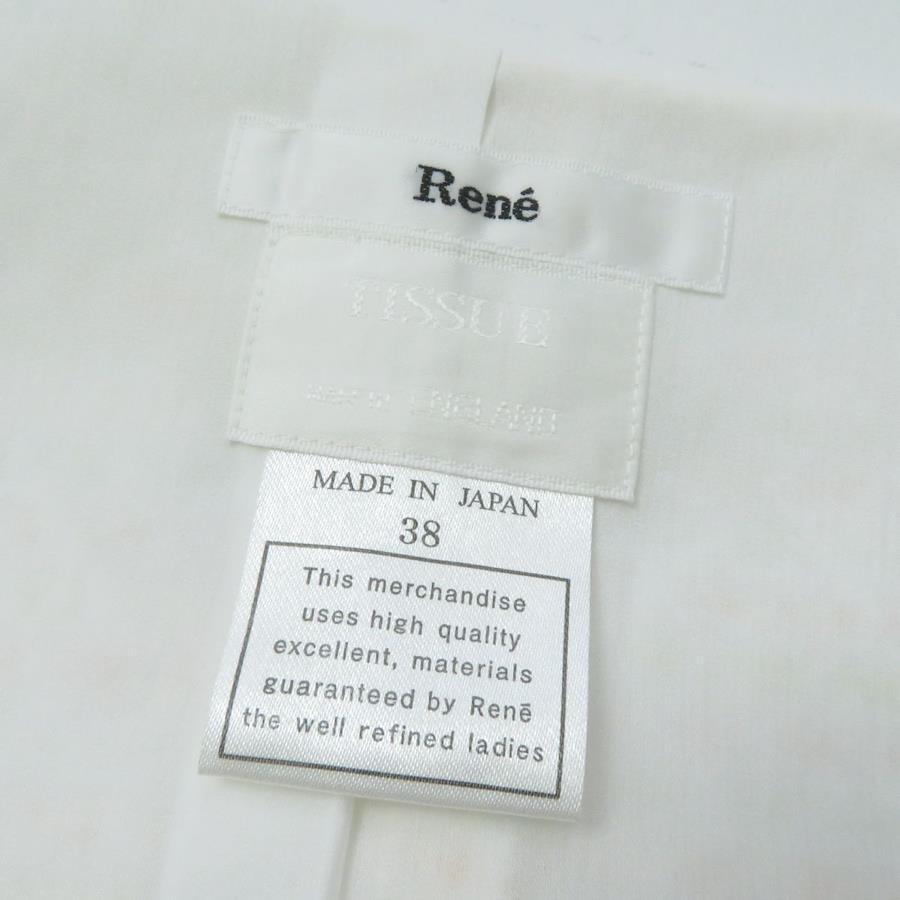 René
TISSUE
MADE IN ENGLAND
MADE IN JAPAN
38
This merchandise
uses high quality
excellent, materials
guaranteed by René
the well refined ladies